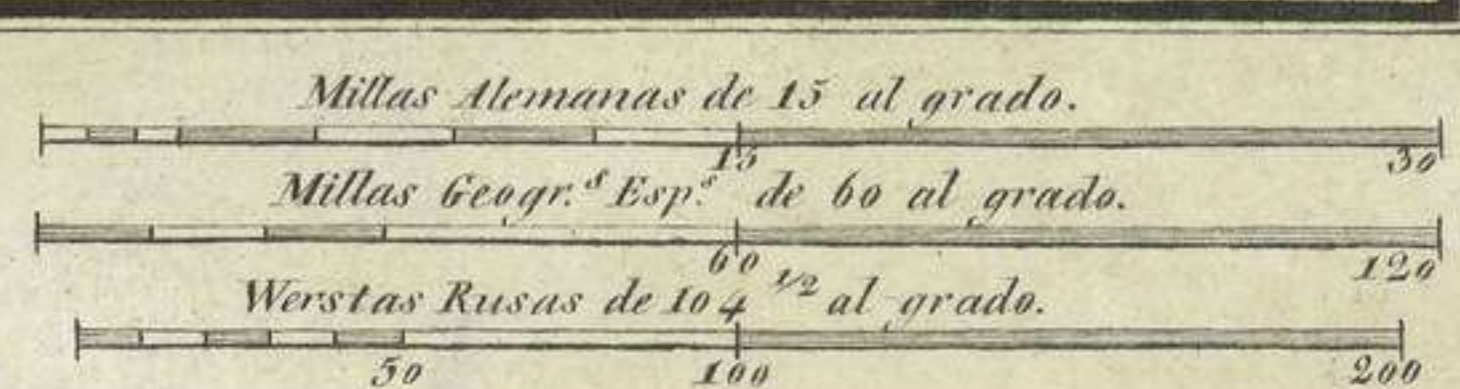 Millas Alemanas de 15 al grado.
15 30
Millas Geogr.ˢ Esp.ˢ de 60 al grado.
60 120
Werstas Rusas de 104 1/2 al grado.
50 100 200